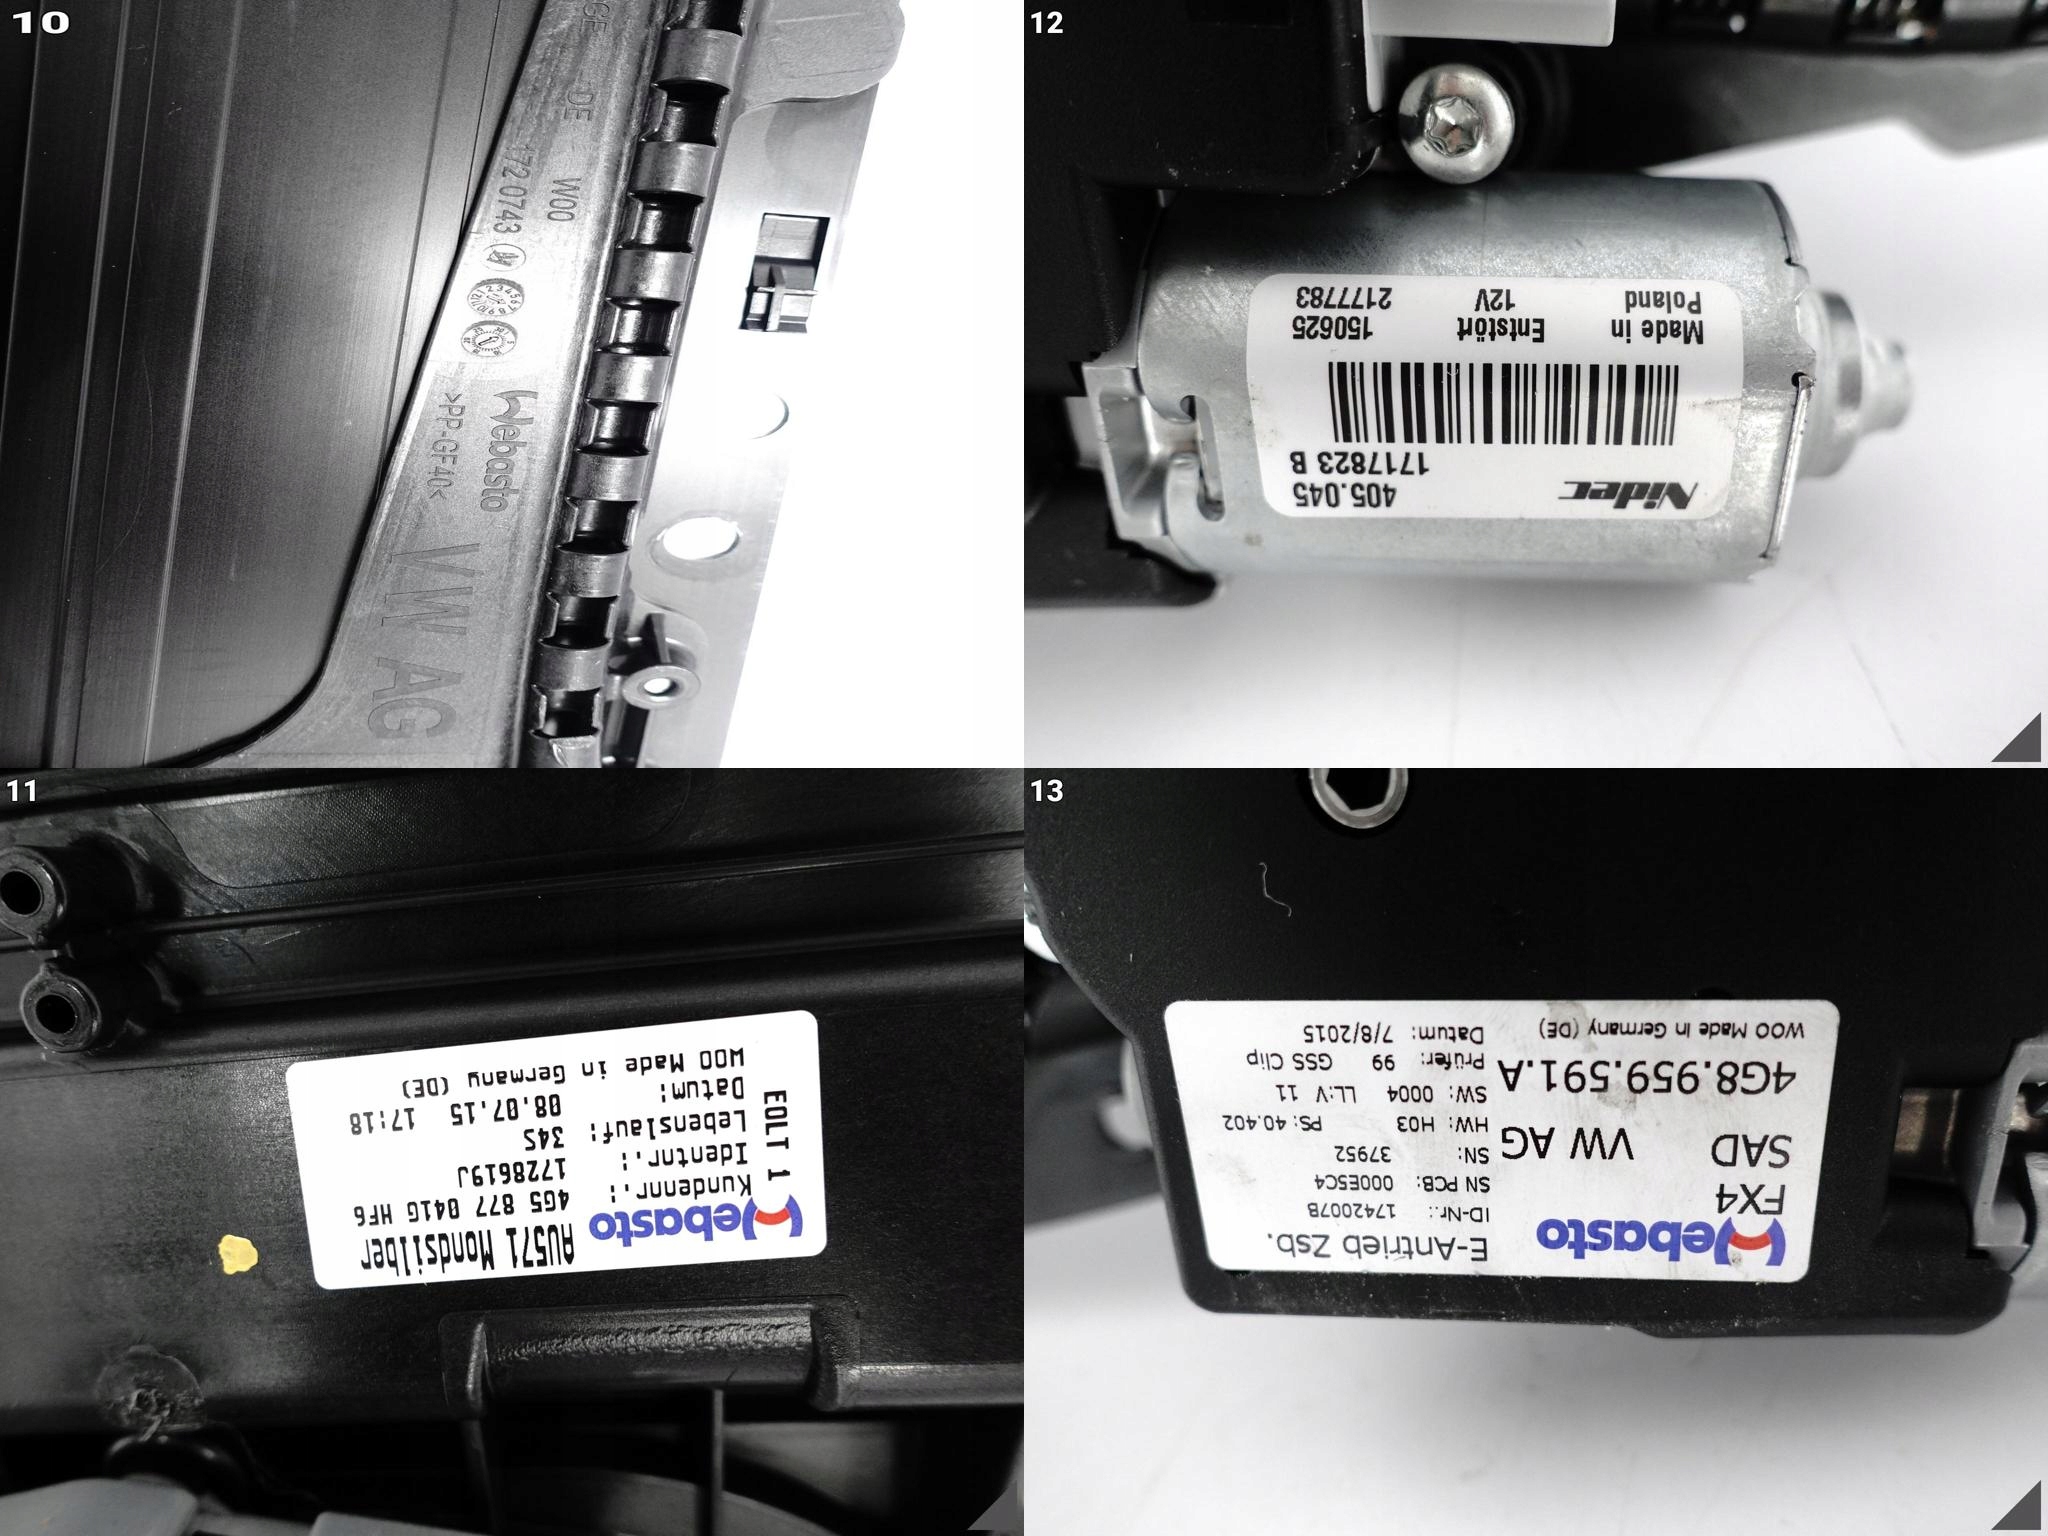 10
GF -DE W00
172 0743
Webasto
>PP-GF40<
VW AG
12
Nidec
405.045
1717823 B
Made in Poland
Entstört 12V
150625
2177783
11
Webasto
AU571 Mondsilber
Kundennr.: 4G5 877 041G HF6
Identnr.: 1728619J
Lebenslauf: 34S
Datum: 08.07.15 17:18
W00 Made in Germany (DE)
EOLT 1
13
Webasto
E-Antrieb Zsb.
FX4
ID-Nr.: 1742007B
SN PCB: 000E5C4
SAD VW AG
SN: 37952
HW: H03 PS: 40.402
4G8.959.591.A
SW: 0004 LL:V 11
Prüfer: 99 GSS Clip
W00 Made in Germany (DE)
Datum: 7/8/2015